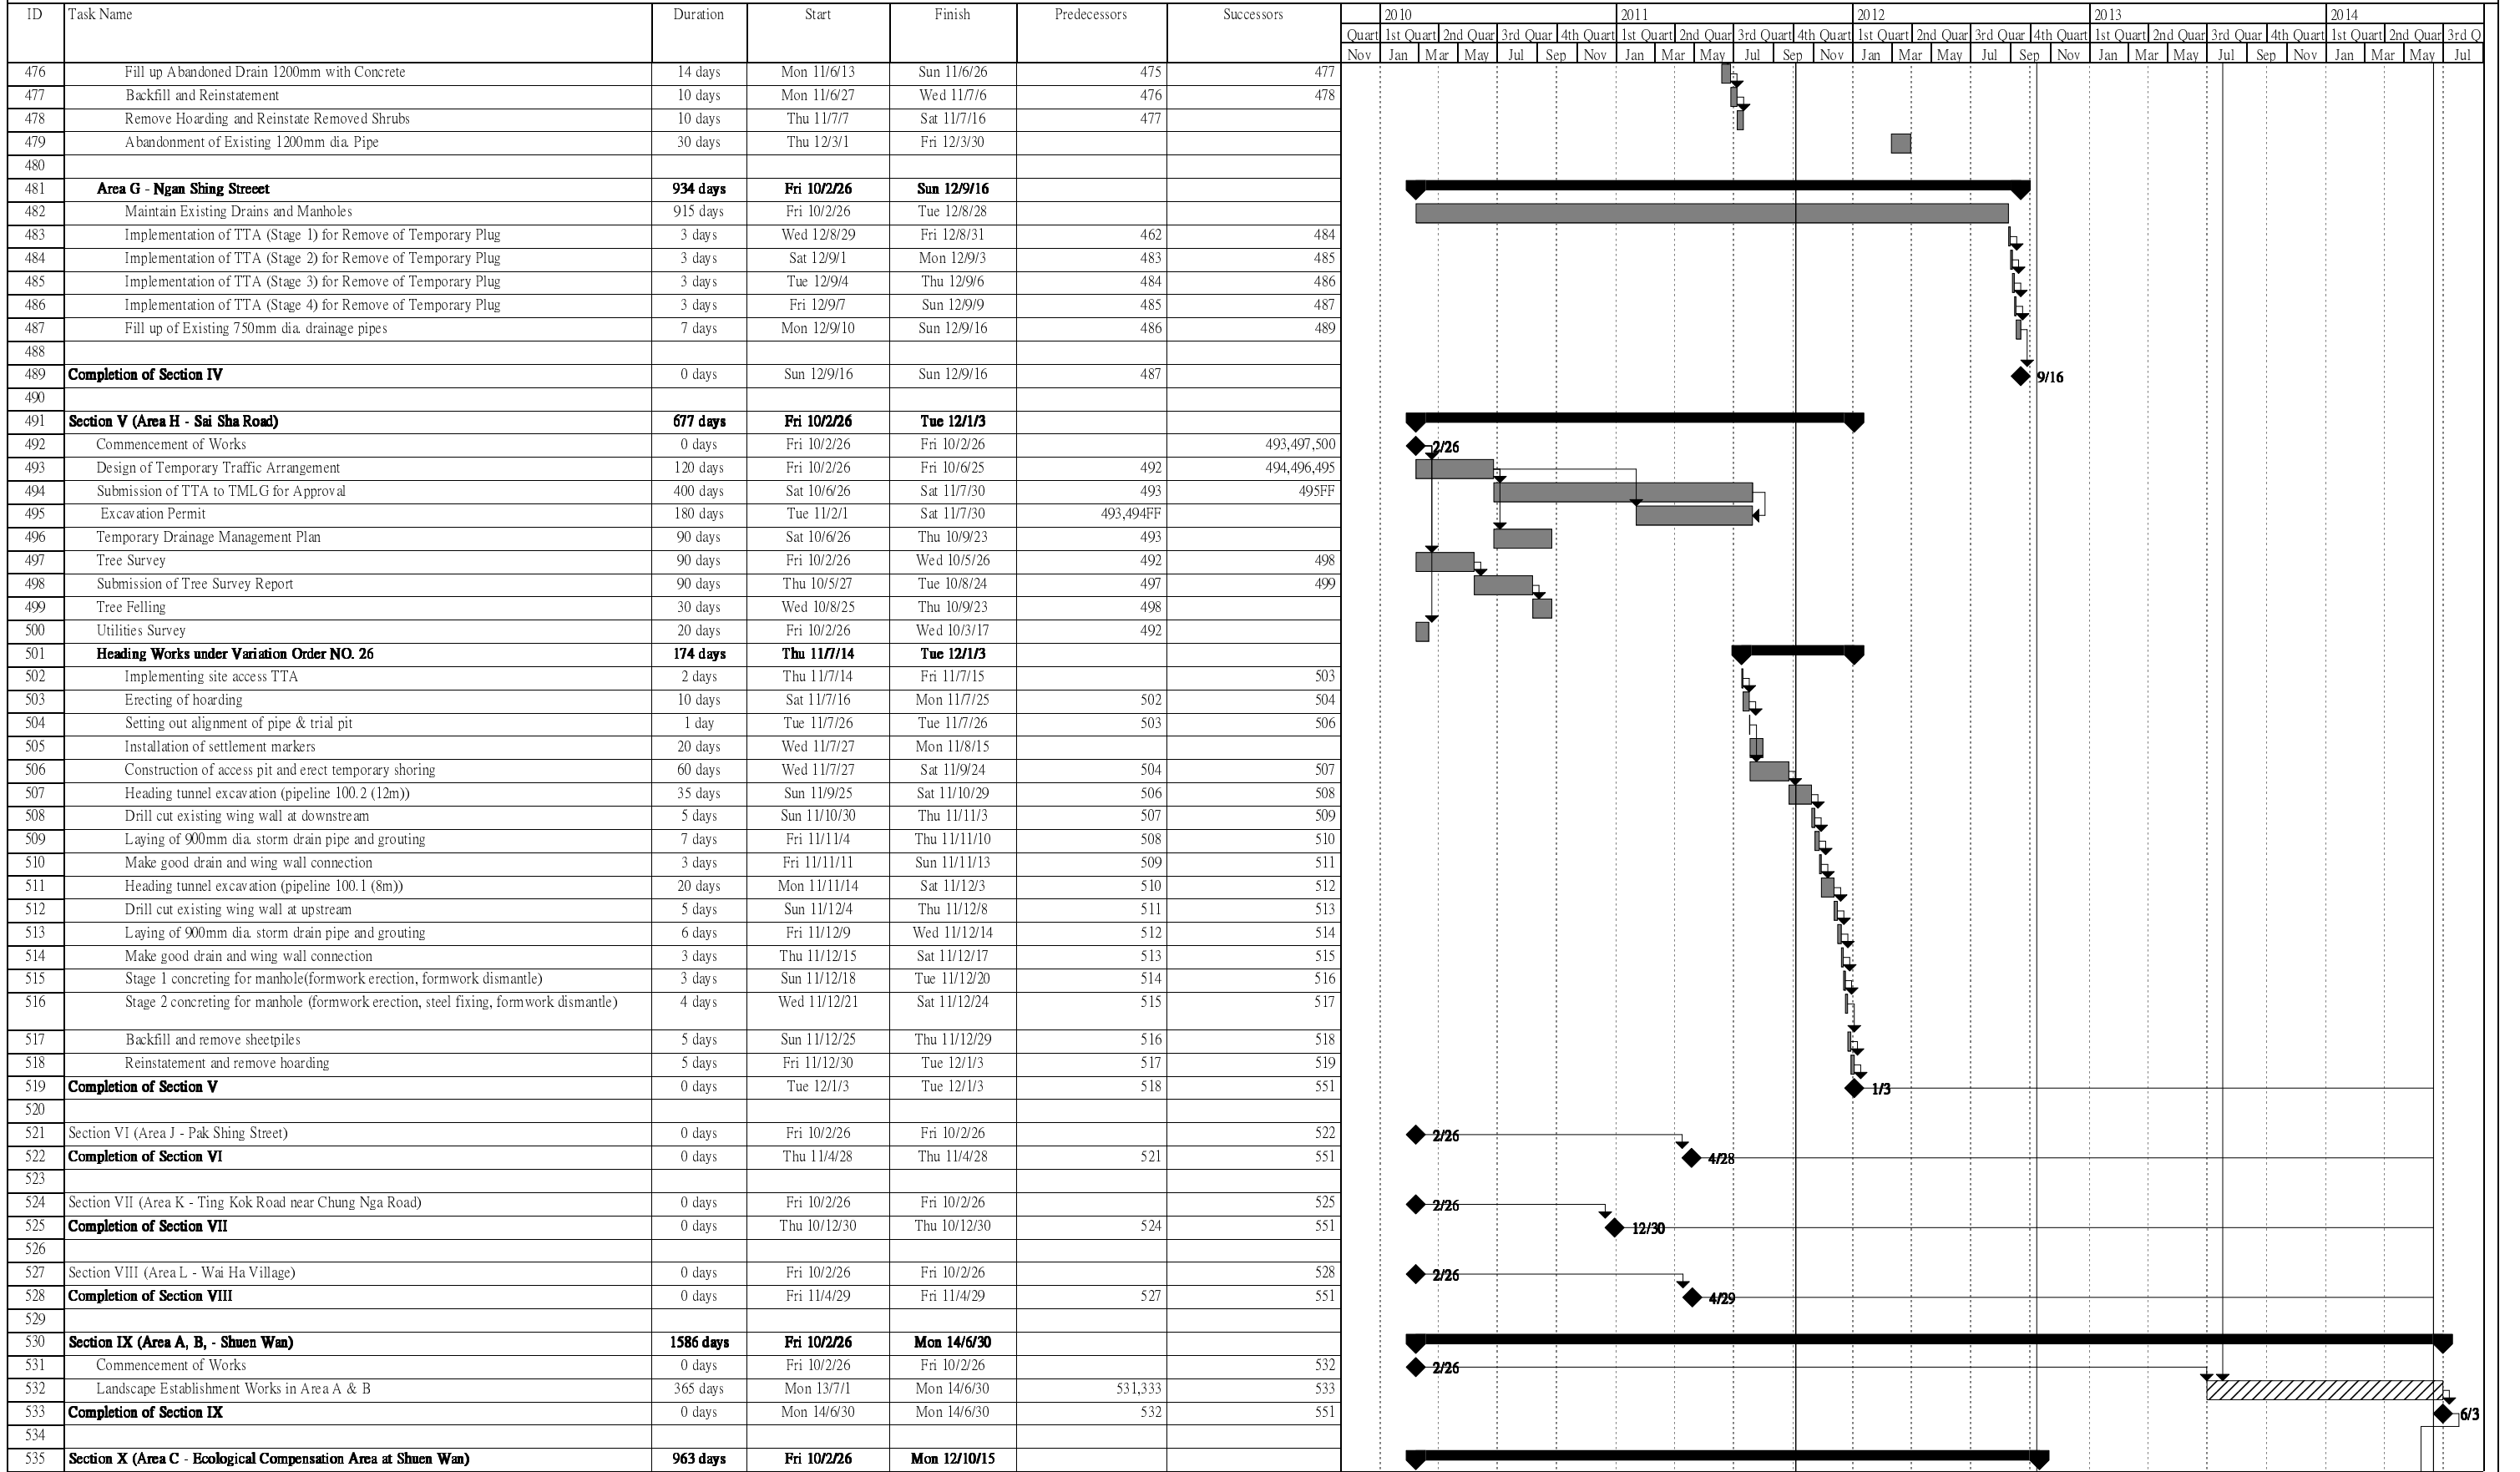 ID Task Name Duration Start Finish Predecessors Successors
2010 2011 2012 2013 2014
Quart 1st Quart 2nd Quar 3rd Quar 4th Quart 1st Quart 2nd Quar 3rd Quart 4th Quart 1st Quart 2nd Quar 3rd Quar 4th Quart 1st Quart 2nd Quar 3rd Quar 4th Quart 1st Quart 2nd Quar 3rd Q
Nov Jan Mar May Jul Sep Nov Jan Mar May Jul Sep Nov Jan Mar May Jul Sep Nov Jan Mar May Jul Sep Nov Jan Mar May Jul
476 Fill up Abandoned Drain 1200mm with Concrete 14 days Mon 11/6/13 Sun 11/6/26 475 477
477 Backfill and Reinstatement 10 days Mon 11/6/27 Wed 11/7/6 476 478
478 Remove Hoarding and Reinstate Removed Shrubs 10 days Thu 11/7/7 Sat 11/7/16 477
479 Abandonment of Existing 1200mm dia. Pipe 30 days Thu 12/3/1 Fri 12/3/30
480
481 Area G - Ngan Shing Streeet 934 days Fri 10/2/26 Sun 12/9/16
482 Maintain Existing Drains and Manholes 915 days Fri 10/2/26 Tue 12/8/28
483 Implementation of TTA (Stage 1) for Remove of Temporary Plug 3 days Wed 12/8/29 Fri 12/8/31 462 484
484 Implementation of TTA (Stage 2) for Remove of Temporary Plug 3 days Sat 12/9/1 Mon 12/9/3 483 485
485 Implementation of TTA (Stage 3) for Remove of Temporary Plug 3 days Tue 12/9/4 Thu 12/9/6 484 486
486 Implementation of TTA (Stage 4) for Remove of Temporary Plug 3 days Fri 12/9/7 Sun 12/9/9 485 487
487 Fill up of Existing 750mm dia. drainage pipes 7 days Mon 12/9/10 Sun 12/9/16 486 489
488
489 Completion of Section IV 0 days Sun 12/9/16 Sun 12/9/16 487 9/16
490
491 Section V (Area H - Sai Sha Road) 677 days Fri 10/2/26 Tue 12/1/3
492 Commencement of Works 0 days Fri 10/2/26 Fri 10/2/26 493,497,500 2/26
493 Design of Temporary Traffic Arrangement 120 days Fri 10/2/26 Fri 10/6/25 492 494,496,495
494 Submission of TTA to TMLG for Approval 400 days Sat 10/6/26 Sat 11/7/30 493 495FF
495 Excavation Permit 180 days Tue 11/2/1 Sat 11/7/30 493,494FF
496 Temporary Drainage Management Plan 90 days Sat 10/6/26 Thu 10/9/23 493
497 Tree Survey 90 days Fri 10/2/26 Wed 10/5/26 492 498
498 Submission of Tree Survey Report 90 days Thu 10/5/27 Tue 10/8/24 497 499
499 Tree Felling 30 days Wed 10/8/25 Thu 10/9/23 498
500 Utilities Survey 20 days Fri 10/2/26 Wed 10/3/17 492
501 Heading Works under Variation Order NO. 26 174 days Thu 11/7/14 Tue 12/1/3
502 Implementing site access TTA 2 days Thu 11/7/14 Fri 11/7/15 503
503 Erecting of hoarding 10 days Sat 11/7/16 Mon 11/7/25 502 504
504 Setting out alignment of pipe & trial pit 1 day Tue 11/7/26 Tue 11/7/26 503 506
505 Installation of settlement markers 20 days Wed 11/7/27 Mon 11/8/15
506 Construction of access pit and erect temporary shoring 60 days Wed 11/7/27 Sat 11/9/24 504 507
507 Heading tunnel excavation (pipeline 100.2 (12m)) 35 days Sun 11/9/25 Sat 11/10/29 506 508
508 Drill cut existing wing wall at downstream 5 days Sun 11/10/30 Thu 11/11/3 507 509
509 Laying of 900mm dia. storm drain pipe and grouting 7 days Fri 11/11/4 Thu 11/11/10 508 510
510 Make good drain and wing wall connection 3 days Fri 11/11/11 Sun 11/11/13 509 511
511 Heading tunnel excavation (pipeline 100.1 (8m)) 20 days Mon 11/11/14 Sat 11/12/3 510 512
512 Drill cut existing wing wall at upstream 5 days Sun 11/12/4 Thu 11/12/8 511 513
513 Laying of 900mm dia. storm drain pipe and grouting 6 days Fri 11/12/9 Wed 11/12/14 512 514
514 Make good drain and wing wall connection 3 days Thu 11/12/15 Sat 11/12/17 513 515
515 Stage 1 concreting for manhole(formwork erection, formwork dismantle) 3 days Sun 11/12/18 Tue 11/12/20 514 516
516 Stage 2 concreting for manhole (formwork erection, steel fixing, formwork dismantle) 4 days Wed 11/12/21 Sat 11/12/24 515 517
517 Backfill and remove sheetpiles 5 days Sun 11/12/25 Thu 11/12/29 516 518
518 Reinstatement and remove hoarding 5 days Fri 11/12/30 Tue 12/1/3 517 519
519 Completion of Section V 0 days Tue 12/1/3 Tue 12/1/3 518 551 1/3
520
521 Section VI (Area J - Pak Shing Street) 0 days Fri 10/2/26 Fri 10/2/26 522 2/26
522 Completion of Section VI 0 days Thu 11/4/28 Thu 11/4/28 521 551 4/28
523
524 Section VII (Area K - Ting Kok Road near Chung Nga Road) 0 days Fri 10/2/26 Fri 10/2/26 525 2/26
525 Completion of Section VII 0 days Thu 10/12/30 Thu 10/12/30 524 551 12/30
526
527 Section VIII (Area L - Wai Ha Village) 0 days Fri 10/2/26 Fri 10/2/26 528 2/26
528 Completion of Section VIII 0 days Fri 11/4/29 Fri 11/4/29 527 551 4/29
529
530 Section IX (Area A, B, - Shuen Wan) 1586 days Fri 10/2/26 Mon 14/6/30
531 Commencement of Works 0 days Fri 10/2/26 Fri 10/2/26 532 2/26
532 Landscape Establishment Works in Area A & B 365 days Mon 13/7/1 Mon 14/6/30 531,333 533
533 Completion of Section IX 0 days Mon 14/6/30 Mon 14/6/30 532 551 6/3
534
535 Section X (Area C - Ecological Compensation Area at Shuen Wan) 963 days Fri 10/2/26 Mon 12/10/15